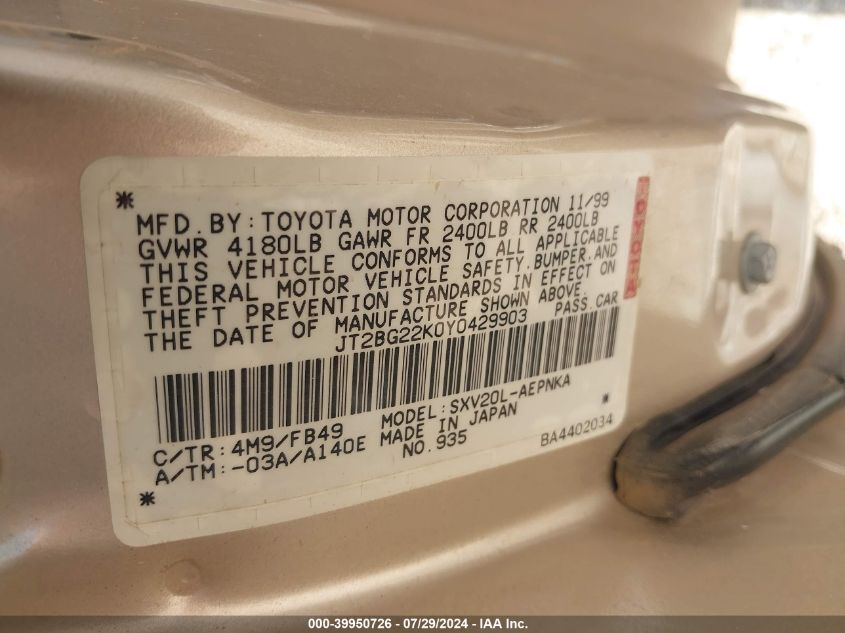 MFD. BY: TOYOTA MOTOR CORPORATION 11/99
GVWR 4180LB GAWR FR 2400LB RR 2400LB
THIS VEHICLE CONFORMS TO ALL APPLICABLE
FEDERAL MOTOR VEHICLE SAFETY, BUMPER, AND
THEFT PREVENTION STANDARDS IN EFFECT ON
THE DATE OF MANUFACTURE SHOWN ABOVE.
JT2BG22K0Y0429903 PASS.CAR
C/TR: 4M9/FB49 MODEL: SXV20L-AEPNKA
A/TM: -03A/A140E MADE IN JAPAN
NO.935 BA4402034
TOYOTA
000-39950726 / 07/29/2024 - IAA Inc.